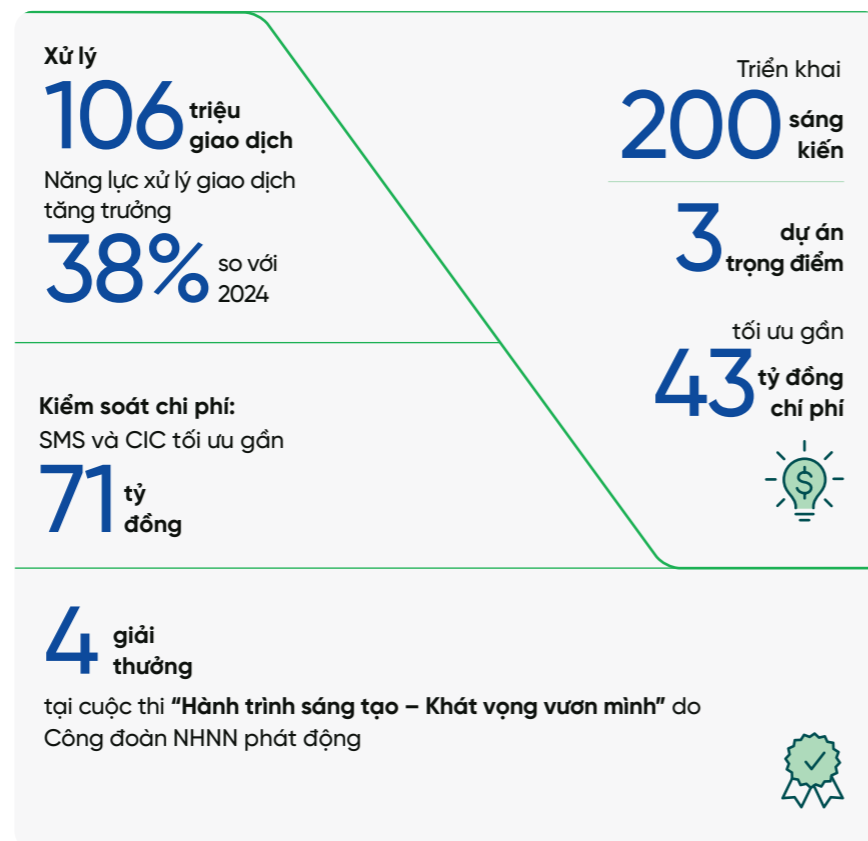 Xử lý
106 triệu
giao dịch
Năng lực xử lý giao dịch
tăng trưởng
38% so với
2024
Triển khai
200 sáng
kiến
3 dự án
trọng điểm
tối ưu gần
43 tỷ đồng
chí phí
Kiểm soát chi phí:
SMS và CIC tối ưu gần
71 tỷ
đồng
$
4 giải
thưởng
tại cuộc thi “Hành trình sáng tạo – Khát vọng vươn mình” do
Công đoàn NHNN phát động